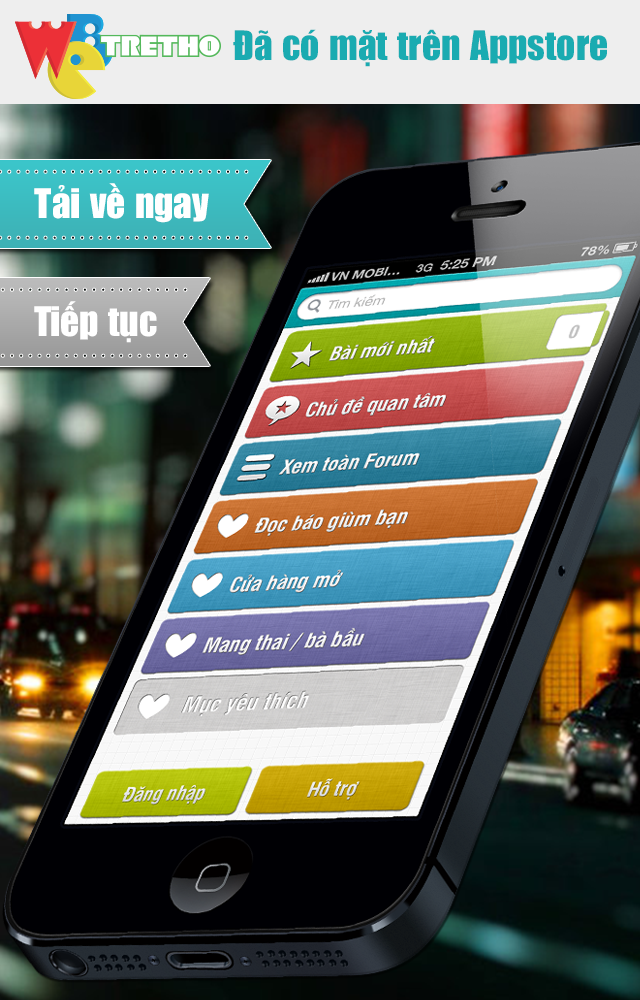 WEB TRETHO Đã có mặt trên Appstore
Tải về ngay
Tiếp tục
VN MOBI... 3G 5:25 PM 78%
Tìm kiếm
Bài mới nhất 0
Chủ đề quan tâm
Xem toàn Forum
Đọc báo giùm bạn
Cửa hàng mở
Mang thai / bà bầu
Mục yêu thích
Đăng nhập Hỗ trợ